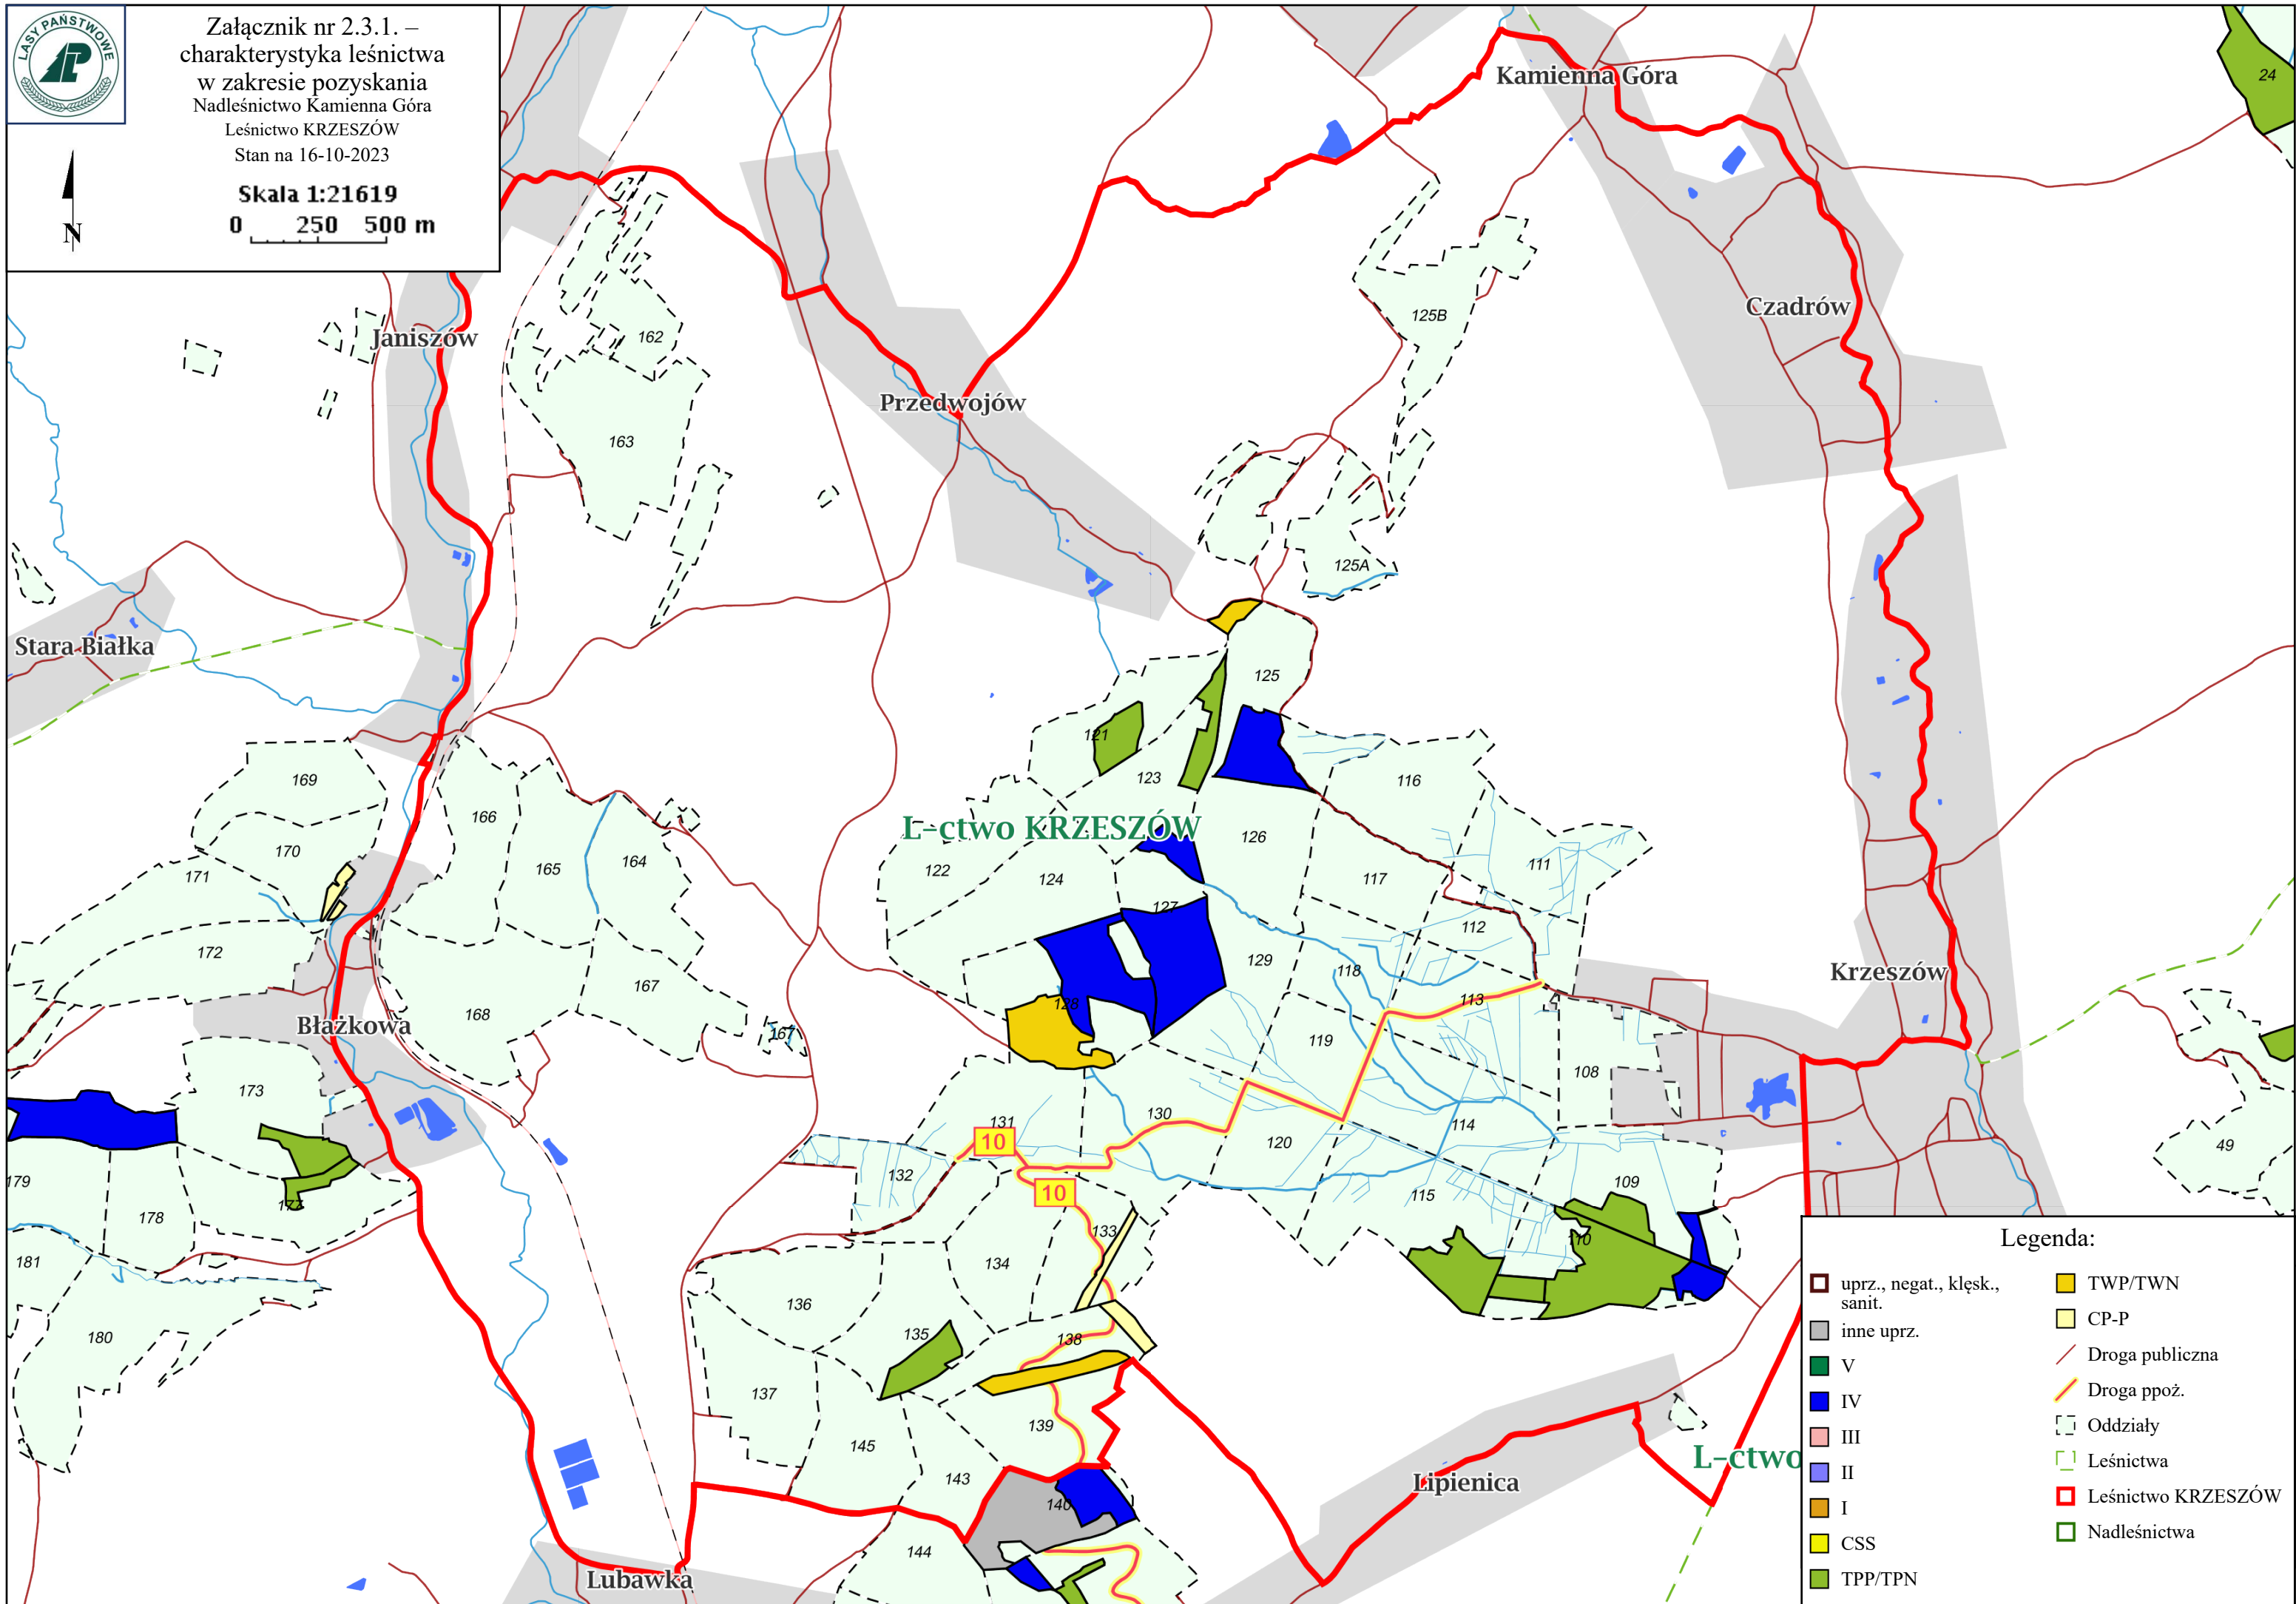 LASY PAŃSTWOWE
Załącznik nr 2.3.1. –
charakterystyka leśnictwa
w zakresie pozyskania
Nadleśnictwo Kamienna Góra
Leśnictwo KRZESZÓW
Stan na 16-10-2023
Skala 1:21619
0 250 500 m
N
Kamienna Góra
24
Czadrów
125B
Janiszów
162
Przedwojów
163
125A
Stara Białka
125
121
123
116
169
166
L-ctwo KRZESZÓW
126
170
165
164
111
171
122
124
117
127
112
172
129
118
Krzeszów
167
113
168
128
Błażkowa
167
119
108
173
131
130
114
10
120
132
115
109
179
10
49
178
177
133
110
181
134
136
135
138
180
137
139
145
143
L-ctwo
Lipienica
140
144
Lubawka
Legenda:
uprz., negat., klęsk.,
sanit.
inne uprz.
V
IV
III
II
I
CSS
TPP/TPN
TWP/TWN
CP-P
Droga publiczna
Droga ppoż.
Oddziały
Leśnictwa
Leśnictwo KRZESZÓW
Nadleśnictwa